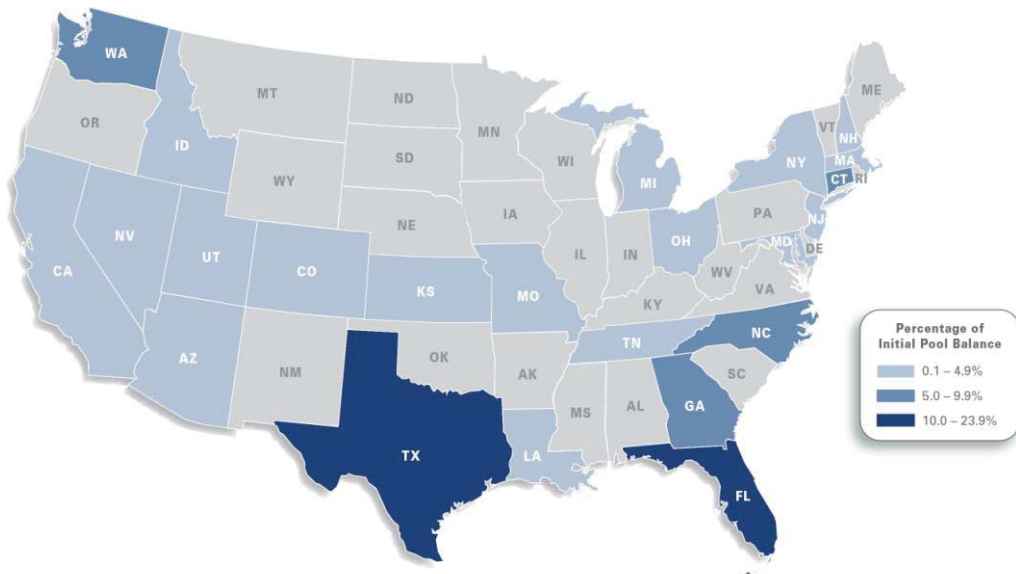 WA
MT
ND
MN
ME
OR
ID
SD
WI
MI
NY
VT
NH
MA
CT
RI
WY
IA
NE
PA
NJ
NV
UT
CO
IL
IN
OH
MD
DE
CA
KS
MO
WV
VA
KY
AZ
NM
OK
TN
NC
AK
SC
MS
AL
GA
TX
LA
FL
Percentage of
Initial Pool Balance
0.1 – 4.9%
5.0 – 9.9%
10.0 – 23.9%